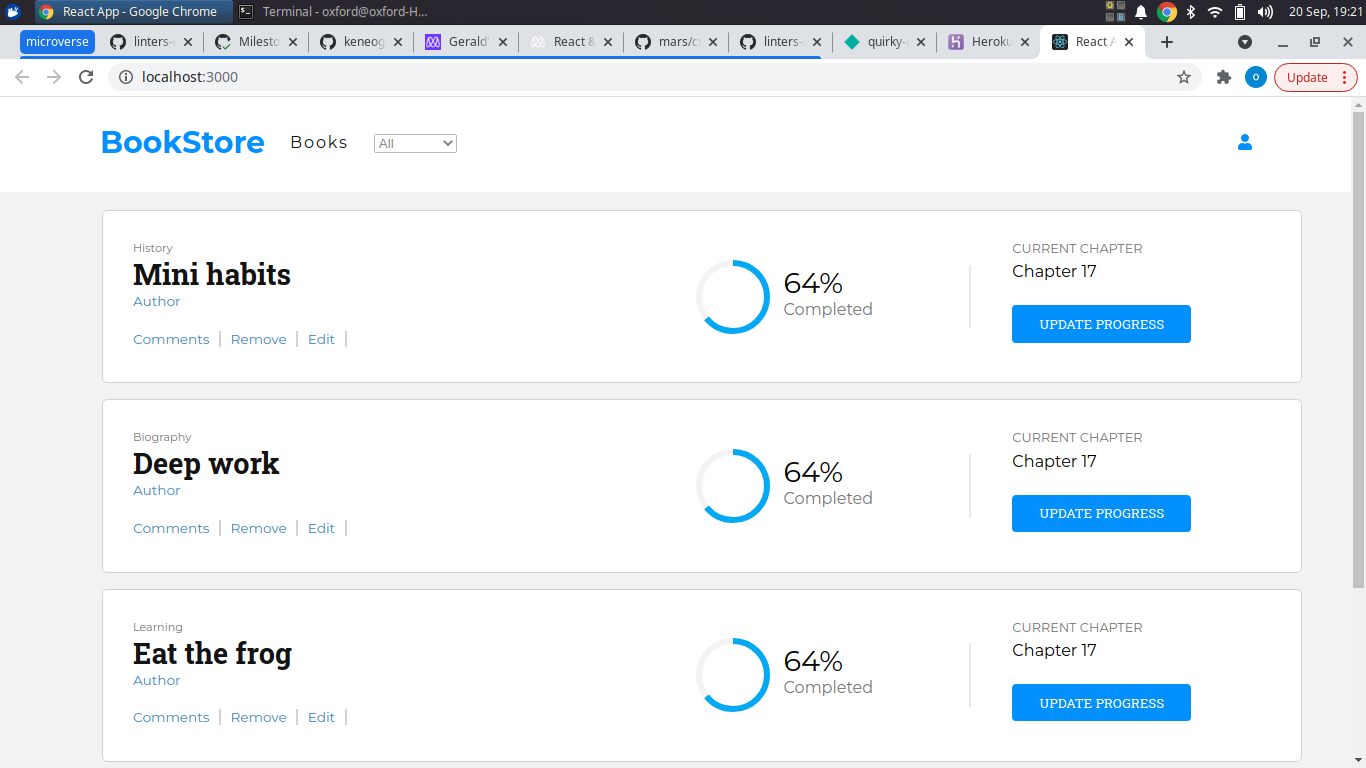 React App - Google Chrome
Terminal - oxford@oxford-H...
20 Sep, 19:21
microverse
linters-
Milesto
keneog
Gerald
React &
mars/c
linters-
quirky-
Heroku
React A
localhost:3000
o
Update
BookStore
Books
All
History
Mini habits
Author
Comments
Remove
Edit
64%
Completed
CURRENT CHAPTER
Chapter 17
UPDATE PROGRESS
Biography
Deep work
Author
Comments
Remove
Edit
64%
Completed
CURRENT CHAPTER
Chapter 17
UPDATE PROGRESS
Learning
Eat the frog
Author
Comments
Remove
Edit
64%
Completed
CURRENT CHAPTER
Chapter 17
UPDATE PROGRESS